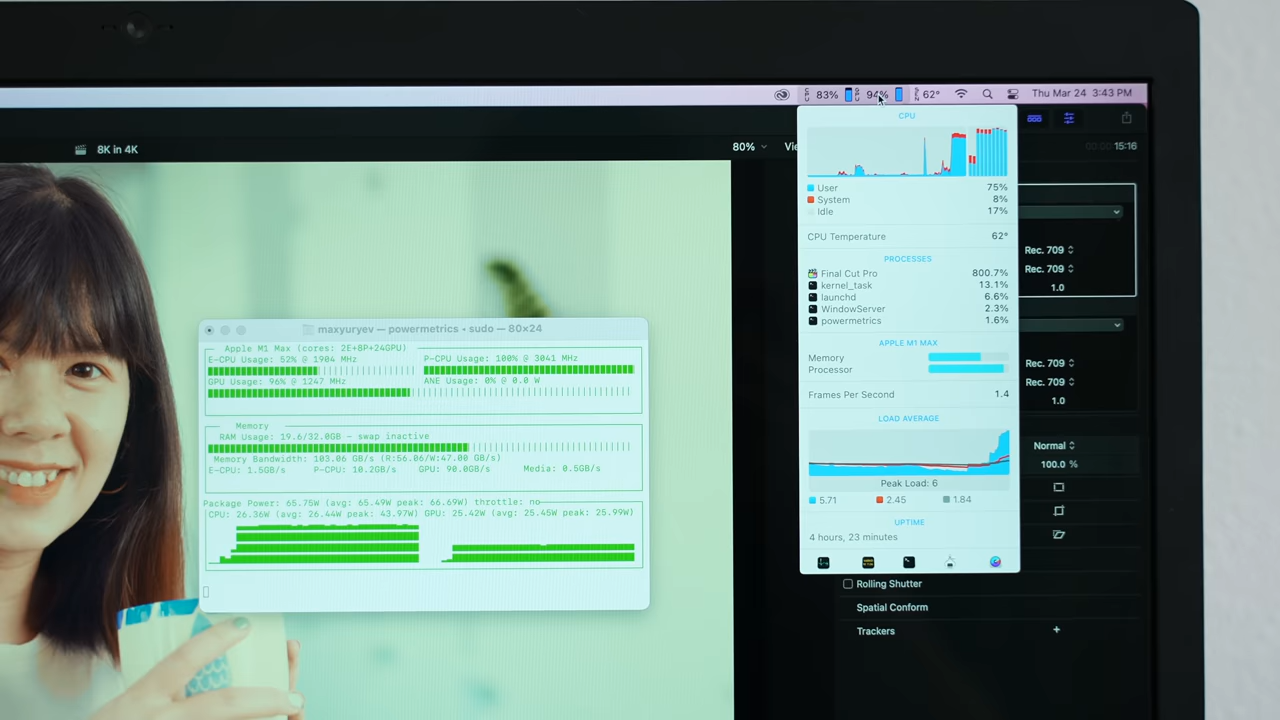 83%
94%
62°
Thu Mar 24 3:43 PM
8K in 4K
80%
Vie
15:16
CPU
User 75%
System 8%
Idle 17%
CPU Temperature 62°
PROCESSES
Final Cut Pro 800.7%
kernel_task 13.1%
launchd 6.6%
WindowServer 2.3%
powermetrics 1.6%
APPLE M1 MAX
Memory
Processor
Frames Per Second 1.4
LOAD AVERAGE
Peak Load: 6
5.71 2.45 1.84
UPTIME
4 hours, 23 minutes
Rec. 709
Rec. 709
1.0
Rec. 709
Rec. 709
1.0
Normal
100.0 %
Rolling Shutter
Spatial Conform
Trackers +
maxyuryev — powermetrics • sudo — 80×24
Apple M1 Max (cores: 2E+8P+24GPU)
E-CPU Usage: 52% @ 1904 MHz P-CPU Usage: 100% @ 3041 MHz
GPU Usage: 96% @ 1247 MHz ANE Usage: 0% @ 0.0 W
Memory
RAM Usage: 19.6/32.0GB - swap inactive
Memory Bandwidth: 103.06 GB/s (R:56.06/W:47.00 GB/s)
E-CPU: 1.5GB/s P-CPU: 10.2GB/s GPU: 90.0GB/s Media: 0.5GB/s
Package Power: 65.75W (avg: 65.49W peak: 66.69W) throttle: no
CPU: 26.36W (avg: 26.44W peak: 43.97W) GPU: 25.42W (avg: 25.45W peak: 25.99W)